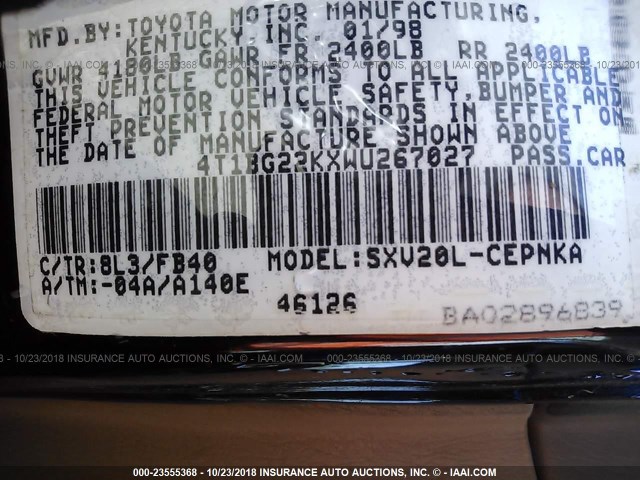 MFD.BY:TOYOTA MOTOR MANUFACTURING,
KENTUCKY,INC. 01/98
GVWR LB GAWR FR 2400LB RR 2400LB
THIS VEHICLE CONFORMS TO ALL APPLICABLE
FEDERAL MOTOR VEHICLE SAFETY,BUMPER AND
THEFT PREVENTION STANDARDS IN EFFECT ON
THE DATE OF MANUFACTURE SHOWN ABOVE
4T1BG22KXWU267027 PASS.CAR
C/TR:8L3/FB40 MODEL:SXV20L-CEPNKA
A/TM:-04A/A140E
46126
BA02896839
000-23555368 - 10/23/2018 INSURANCE AUTO AUCTIONS, INC. - © - IAAI.COM